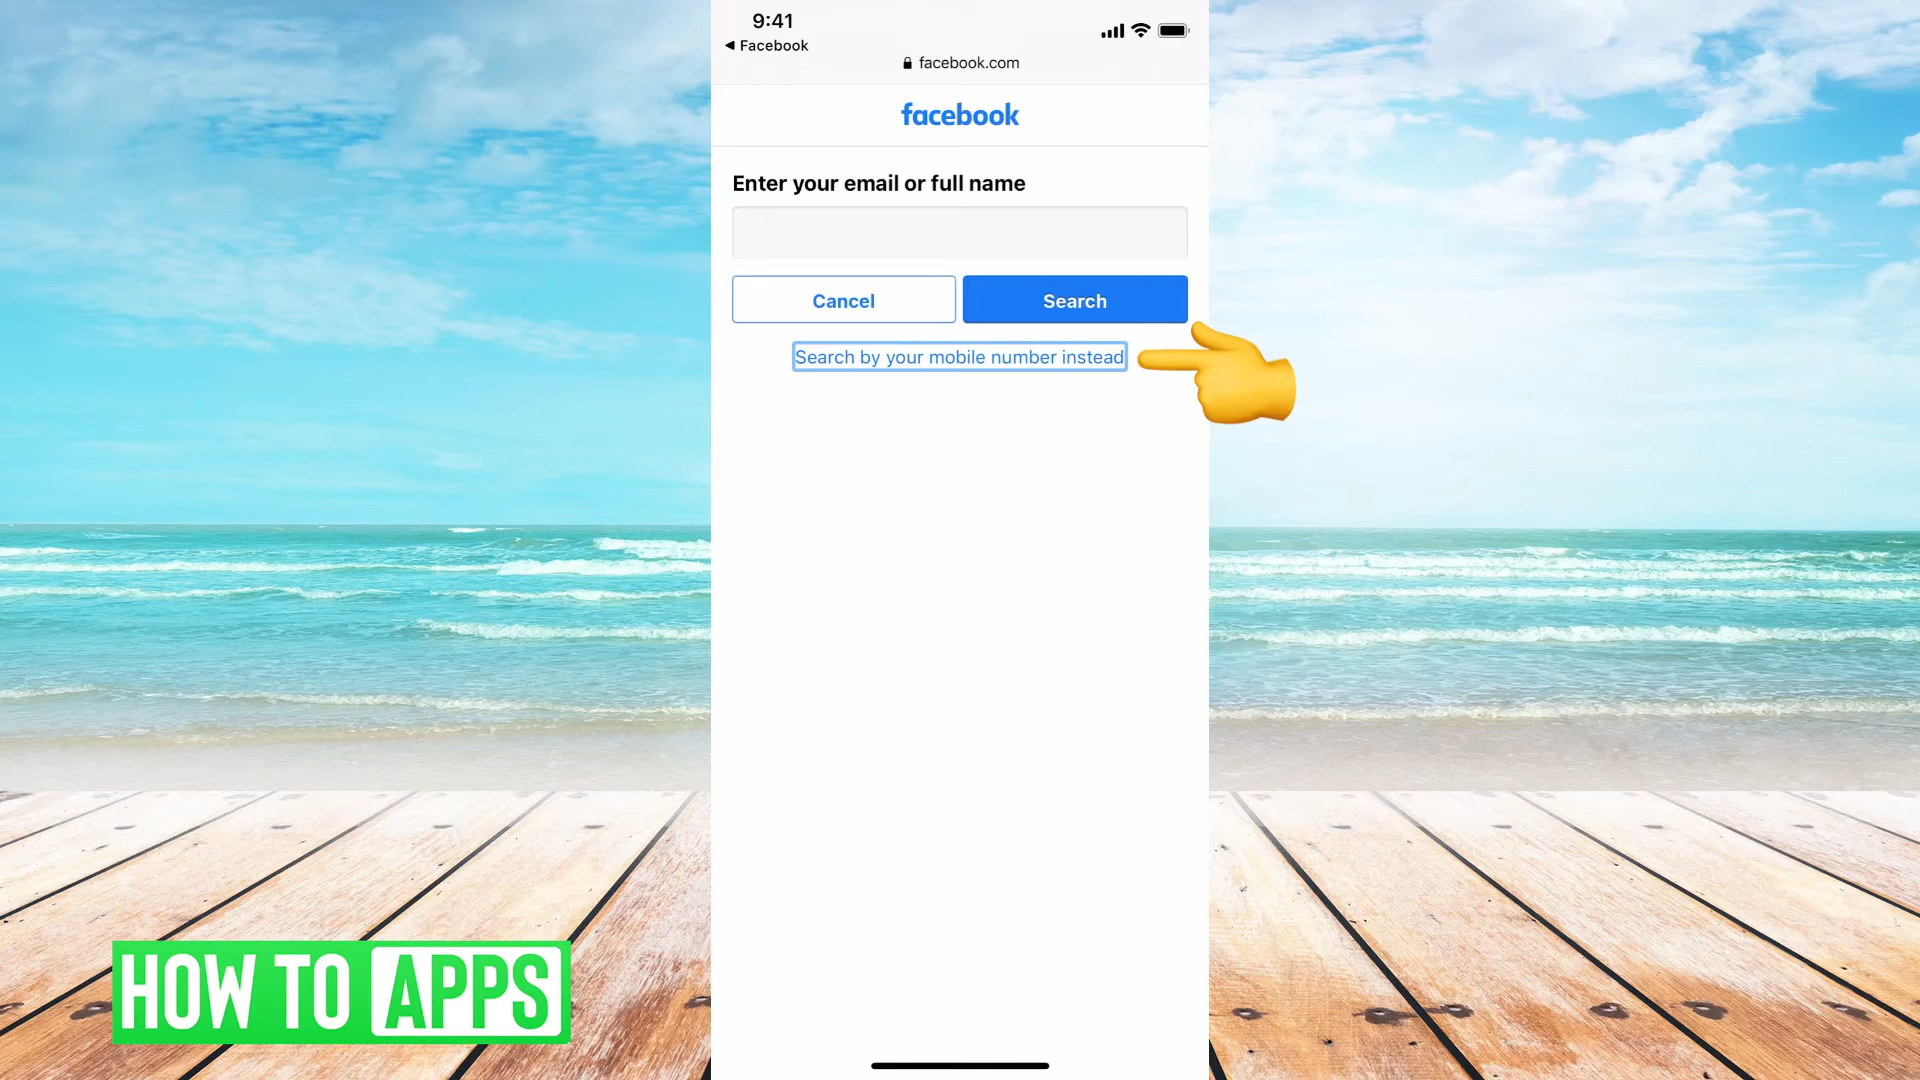 9:41
◀ Facebook
facebook.com
facebook
Enter your email or full name
Cancel
Search
Search by your mobile number instead
HOW TO APPS